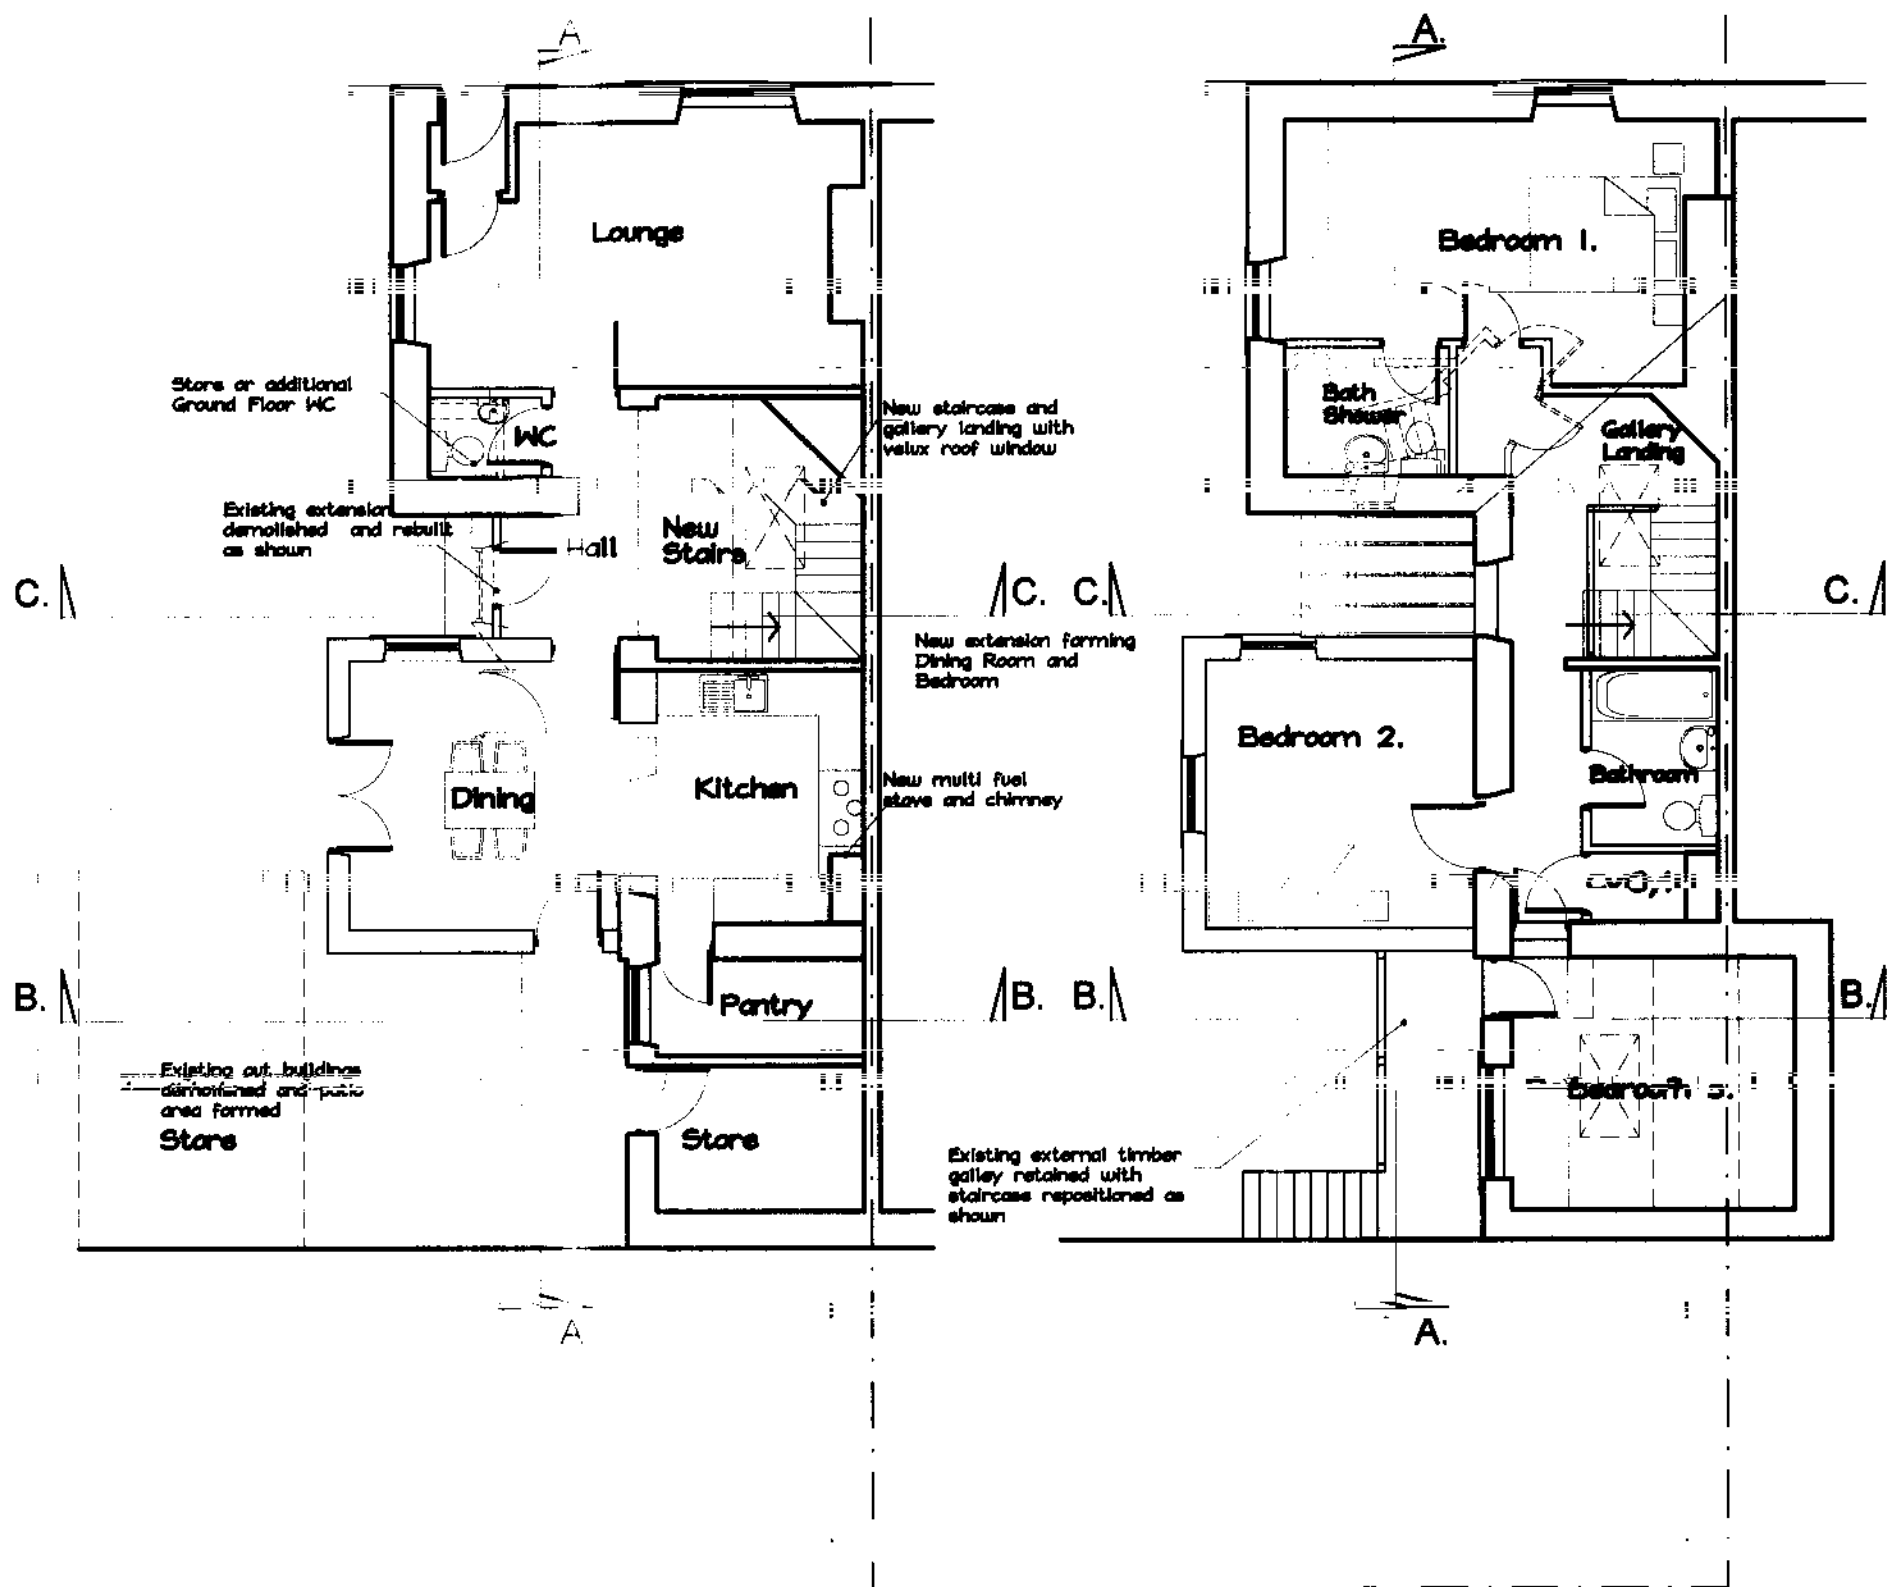 A
A.
Lounge
Bedroom 1.
Store or additional
Ground Floor WC
WC
New staircase and
gallery landing with
velux roof window
Bath
Shower
Gallery
Landing
Existing extension
demolished and rebuilt
as shown
Hall
New
Stairs
C.
C.
C.
C.
New extension forming
Dining Room and
Bedroom
Bedroom 2.
Dining
Kitchen
New multi fuel
stove and chimney
Bathroom
B.
B.
B.
B.
Pantry
Existing out buildings
demolished and patio
area formed
Store
Store
Bedroom 3.
Existing external timber
galley retained with
staircase repositioned as
shown
A
A.